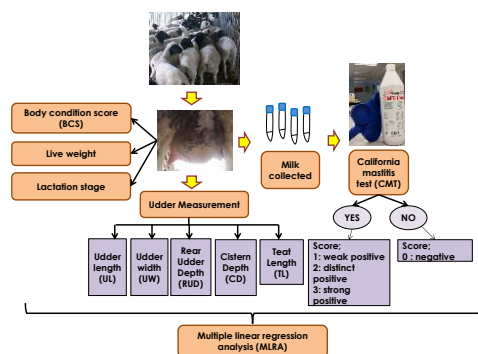 Body condition score
(BCS)
Live weight
Lactation stage
Milk
collected
California
mastitis
test (CMT)
Udder Measurement
YES
NO
Udder
length
(UL)
Udder
width
(UW)
Rear
Udder
Depth
(RUD)
Cistern
Depth
(CD)
Teat
Length
(TL)
Score;
1: weak positive
2: distinct
positive
3: strong
positive
Score;
0 : negative
Multiple linear regression
analysis (MLRA)